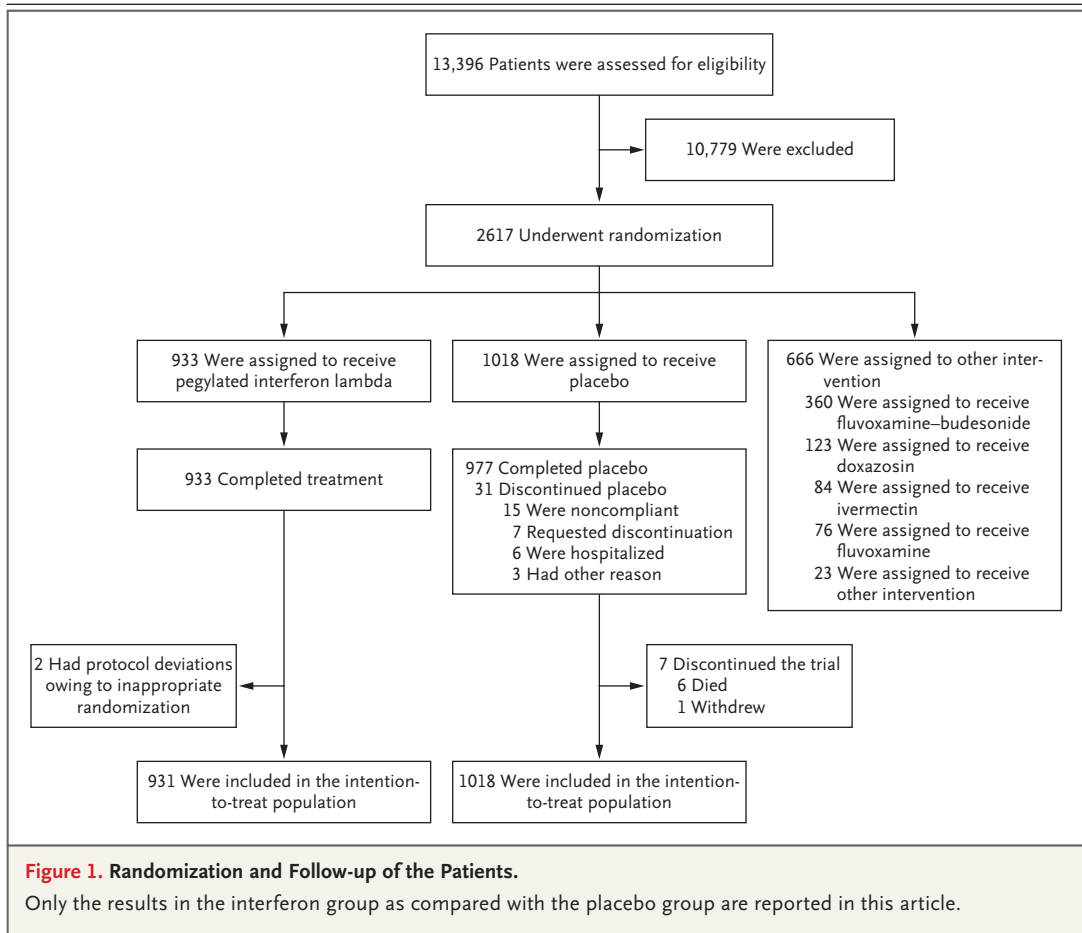 13,396 Patients were assessed for eligibility
10,779 Were excluded
2617 Underwent randomization
933 Were assigned to receive
pegylated interferon lambda
1018 Were assigned to receive
placebo
666 Were assigned to other inter-
vention
360 Were assigned to receive
fluvoxamine–budesonide
123 Were assigned to receive
doxazosin
84 Were assigned to receive
ivermectin
76 Were assigned to receive
fluvoxamine
23 Were assigned to receive
other intervention
933 Completed treatment
977 Completed placebo
31 Discontinued placebo
15 Were noncompliant
7 Requested discontinuation
6 Were hospitalized
3 Had other reason
2 Had protocol deviations
owing to inappropriate
randomization
7 Discontinued the trial
6 Died
1 Withdrew
931 Were included in the intention-
to-treat population
1018 Were included in the intention-
to-treat population
Figure 1. Randomization and Follow-up of the Patients.
Only the results in the interferon group as compared with the placebo group are reported in this article.